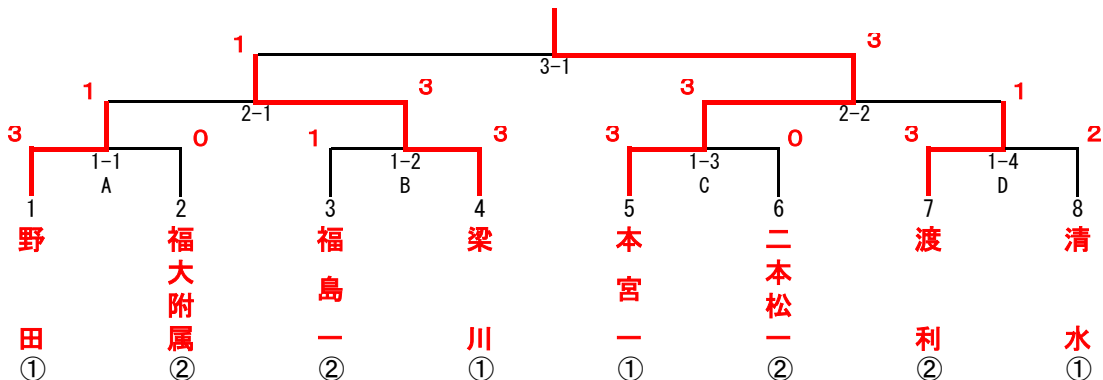 1 3
3-1
1 3 3 1
2-1 2-2
3 0 1 3 3 0 3 2
1-1 1-2 1-3 1-4
A B C D
1 2 3 4 5 6 7 8
野田①
福大附属②
福島一②
梁川①
本宮一①
二本松一②
渡利②
清水①